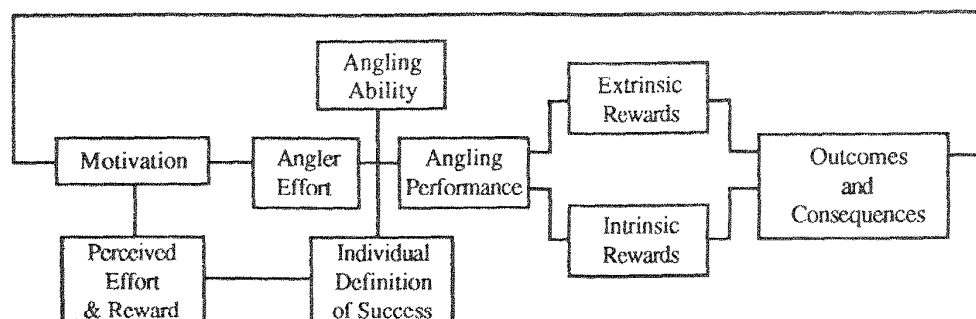 Angling
Ability
Extrinsic
Rewards
Motivation
Angler
Effort
Angling
Performance
Outcomes
and
Consequences
Perceived
Effort
& Reward
Individual
Definition
of Success
Intrinsic
Rewards